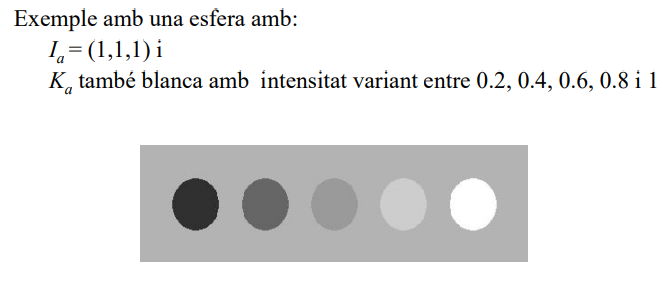 Exemple amb una esfera amb:
Ia = (1,1,1) i
Ka també blanca amb intensitat variant entre 0.2, 0.4, 0.6, 0.8 i 1